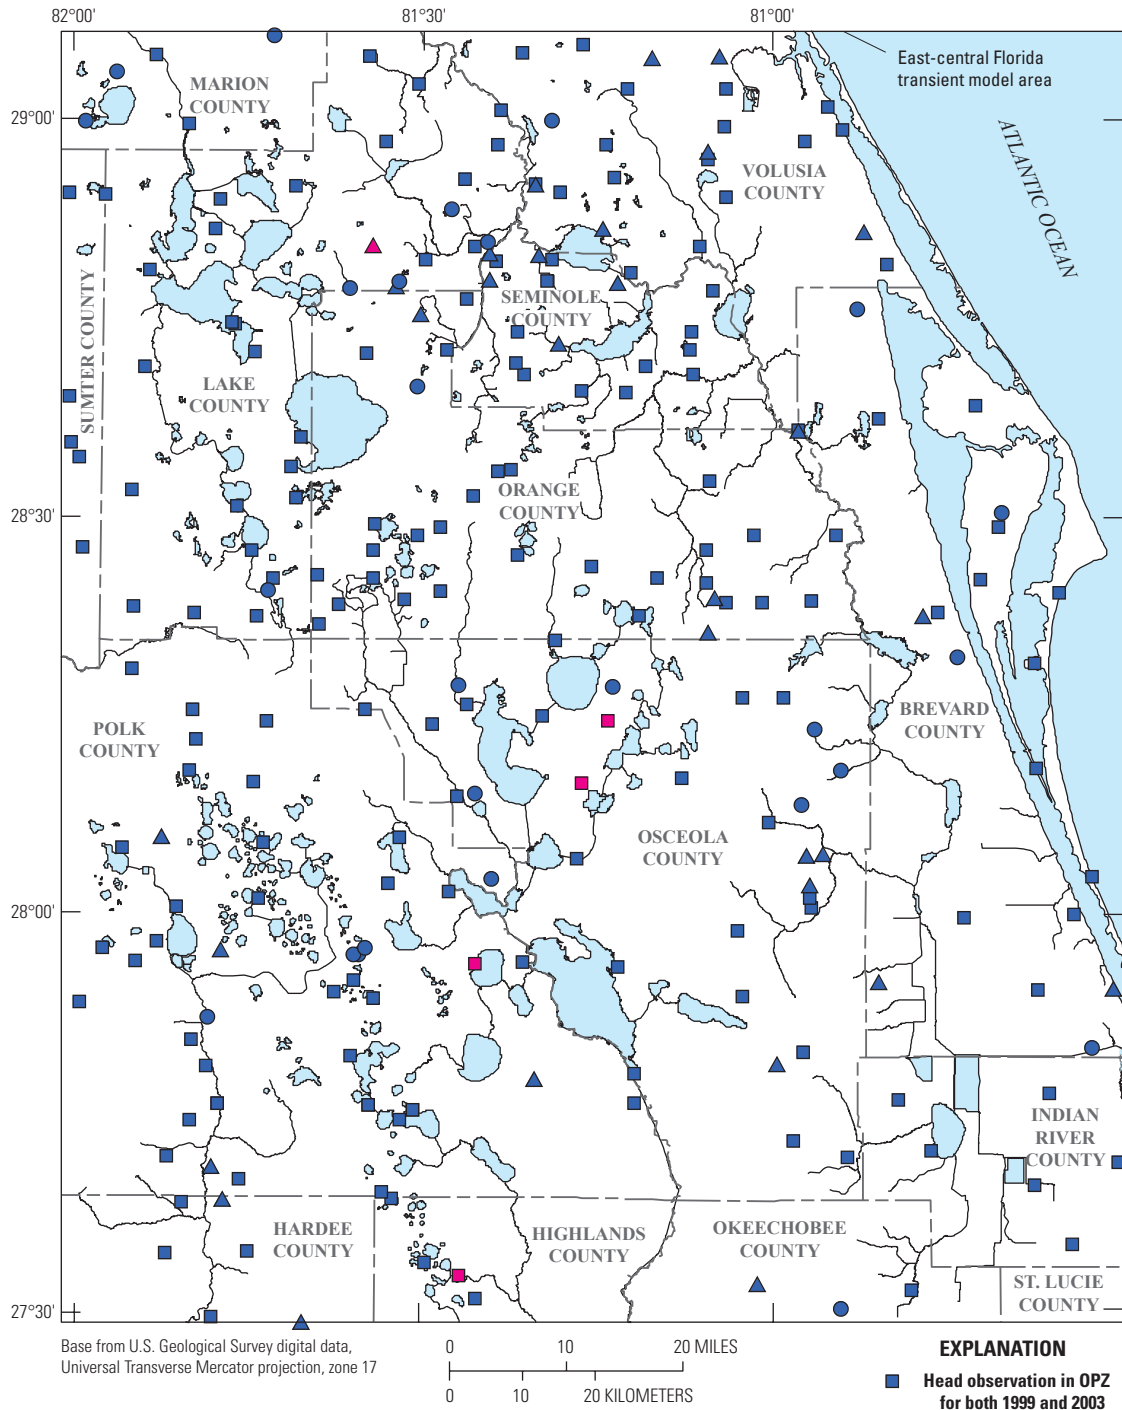 82°00'
81°30'
81°00'
East-central Florida
transient model area
MARION
COUNTY
29°00'
ATLANTIC OCEAN
VOLUSIA
COUNTY
SUMTER COUNTY
SEMINOLE
COUNTY
LAKE
COUNTY
ORANGE
COUNTY
28°30'
POLK
COUNTY
BREVARD
COUNTY
OSCEOLA
COUNTY
28°00'
INDIAN
RIVER
COUNTY
HARDEE
COUNTY
HIGHLANDS
COUNTY
OKEECHOBEE
COUNTY
ST. LUCIE
COUNTY
27°30'
Base from U.S. Geological Survey digital data,
Universal Transverse Mercator projection, zone 17
0 10 20 MILES
0 10 20 KILOMETERS
EXPLANATION
Head observation in OPZ
for both 1999 and 2003